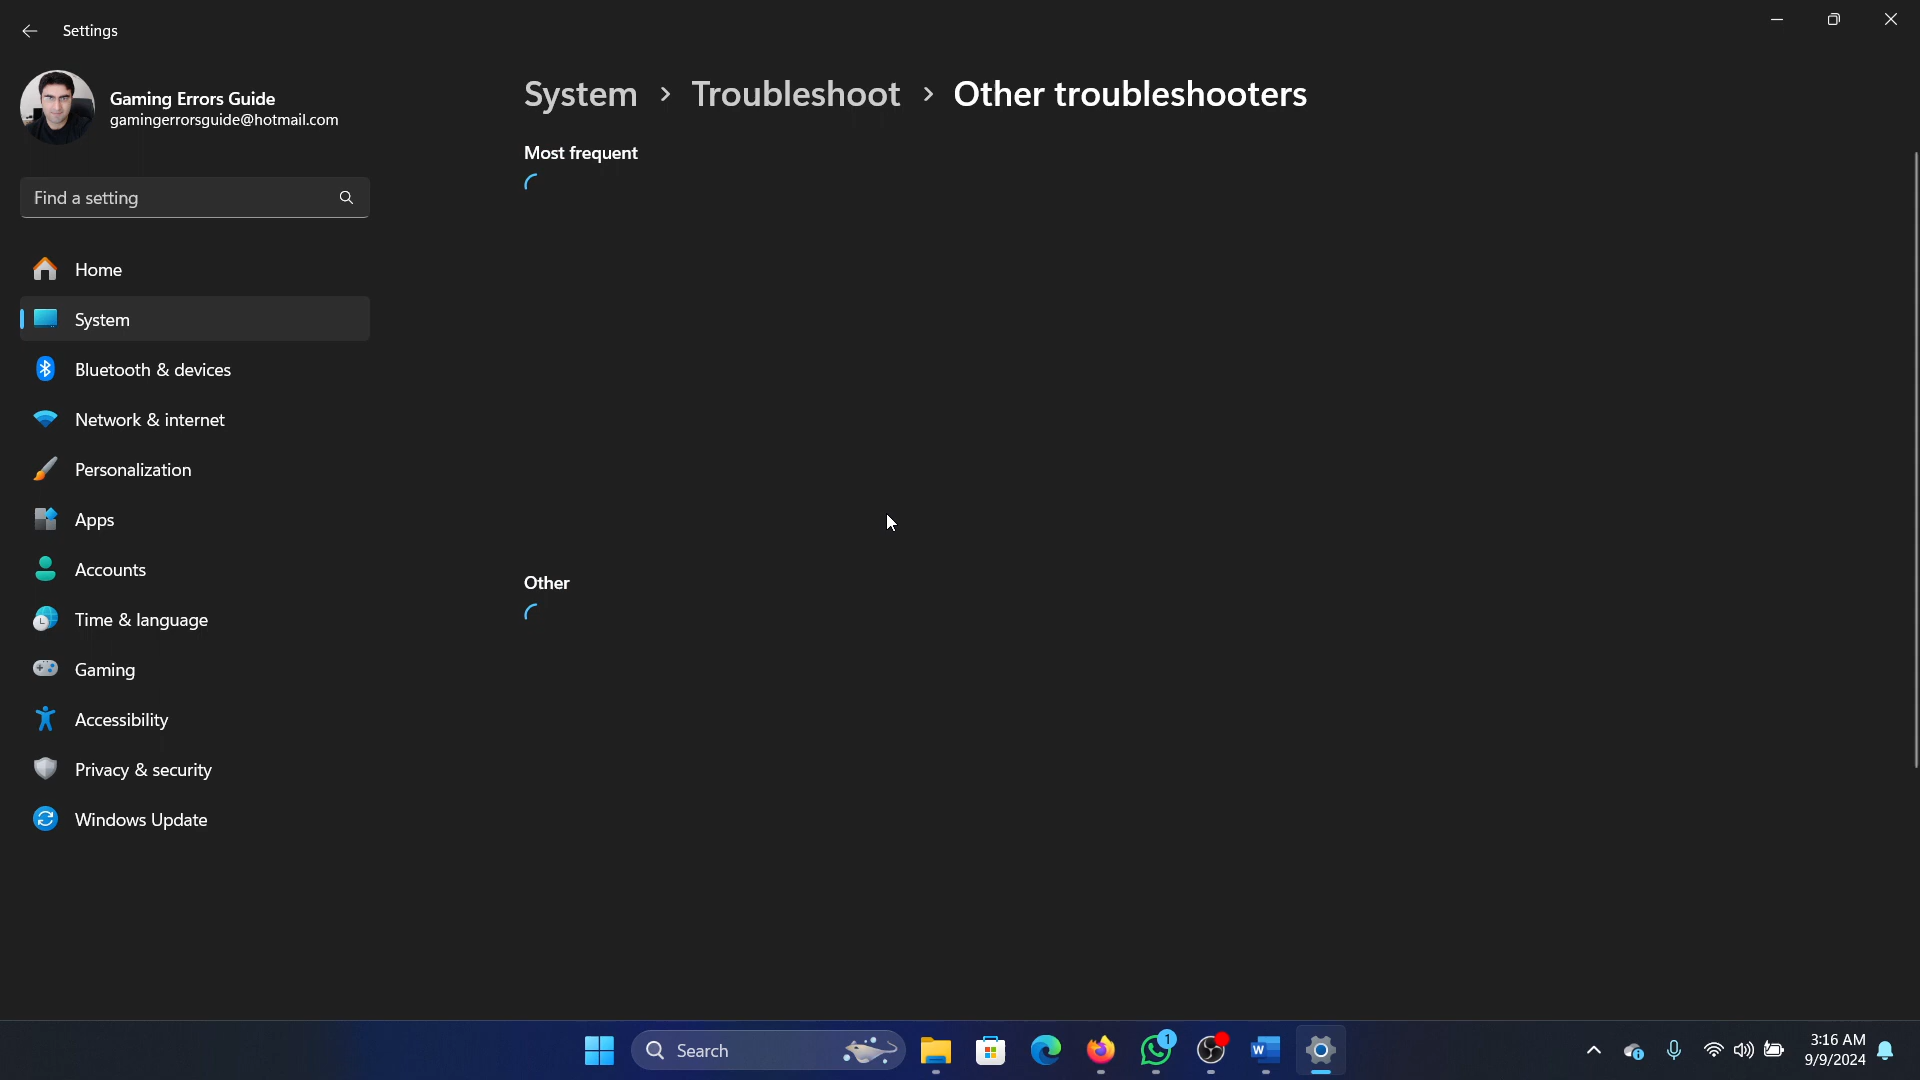 Settings
Gaming Errors Guide
gamingerrorsguide@hotmail.com
Find a setting
Home
System
Bluetooth & devices
Network & internet
Personalization
Apps
Accounts
Time & language
Gaming
Accessibility
Privacy & security
Windows Update
System > Troubleshoot > Other troubleshooters
Most frequent
Other
Search
1
W
3:16 AM
9/9/2024